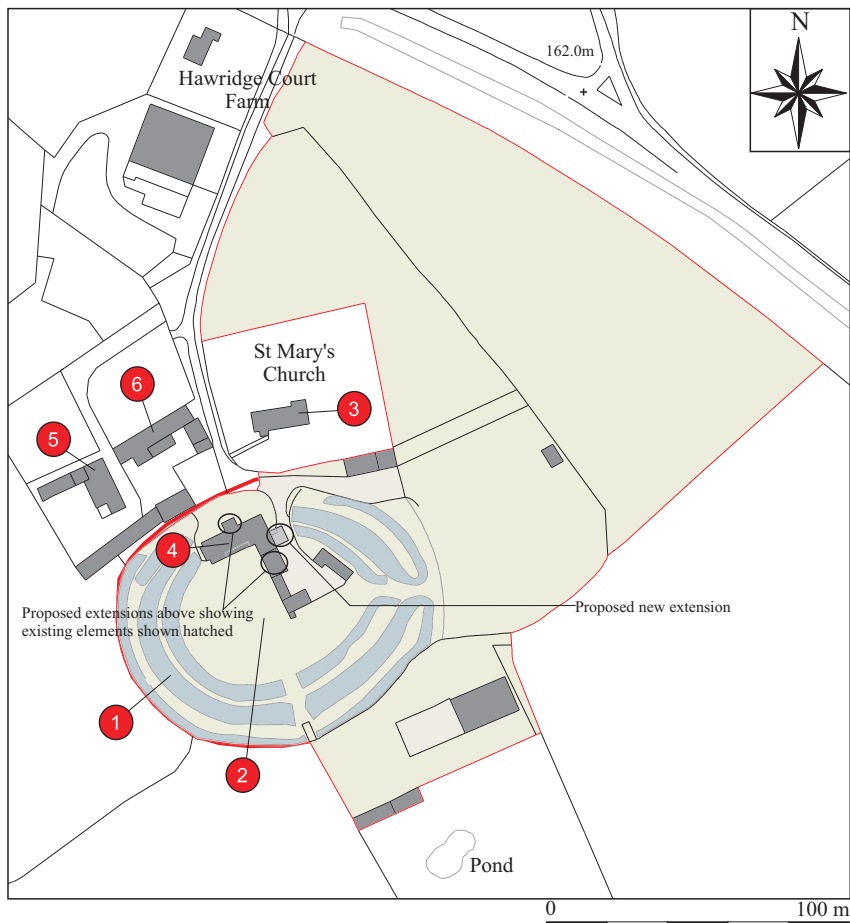 N
162.0m
Hawridge Court
Farm
St Mary's
Church
6
3
5
4
Proposed extensions above showing
existing elements shown hatched
Proposed new extension
1
2
Pond
0
100 m